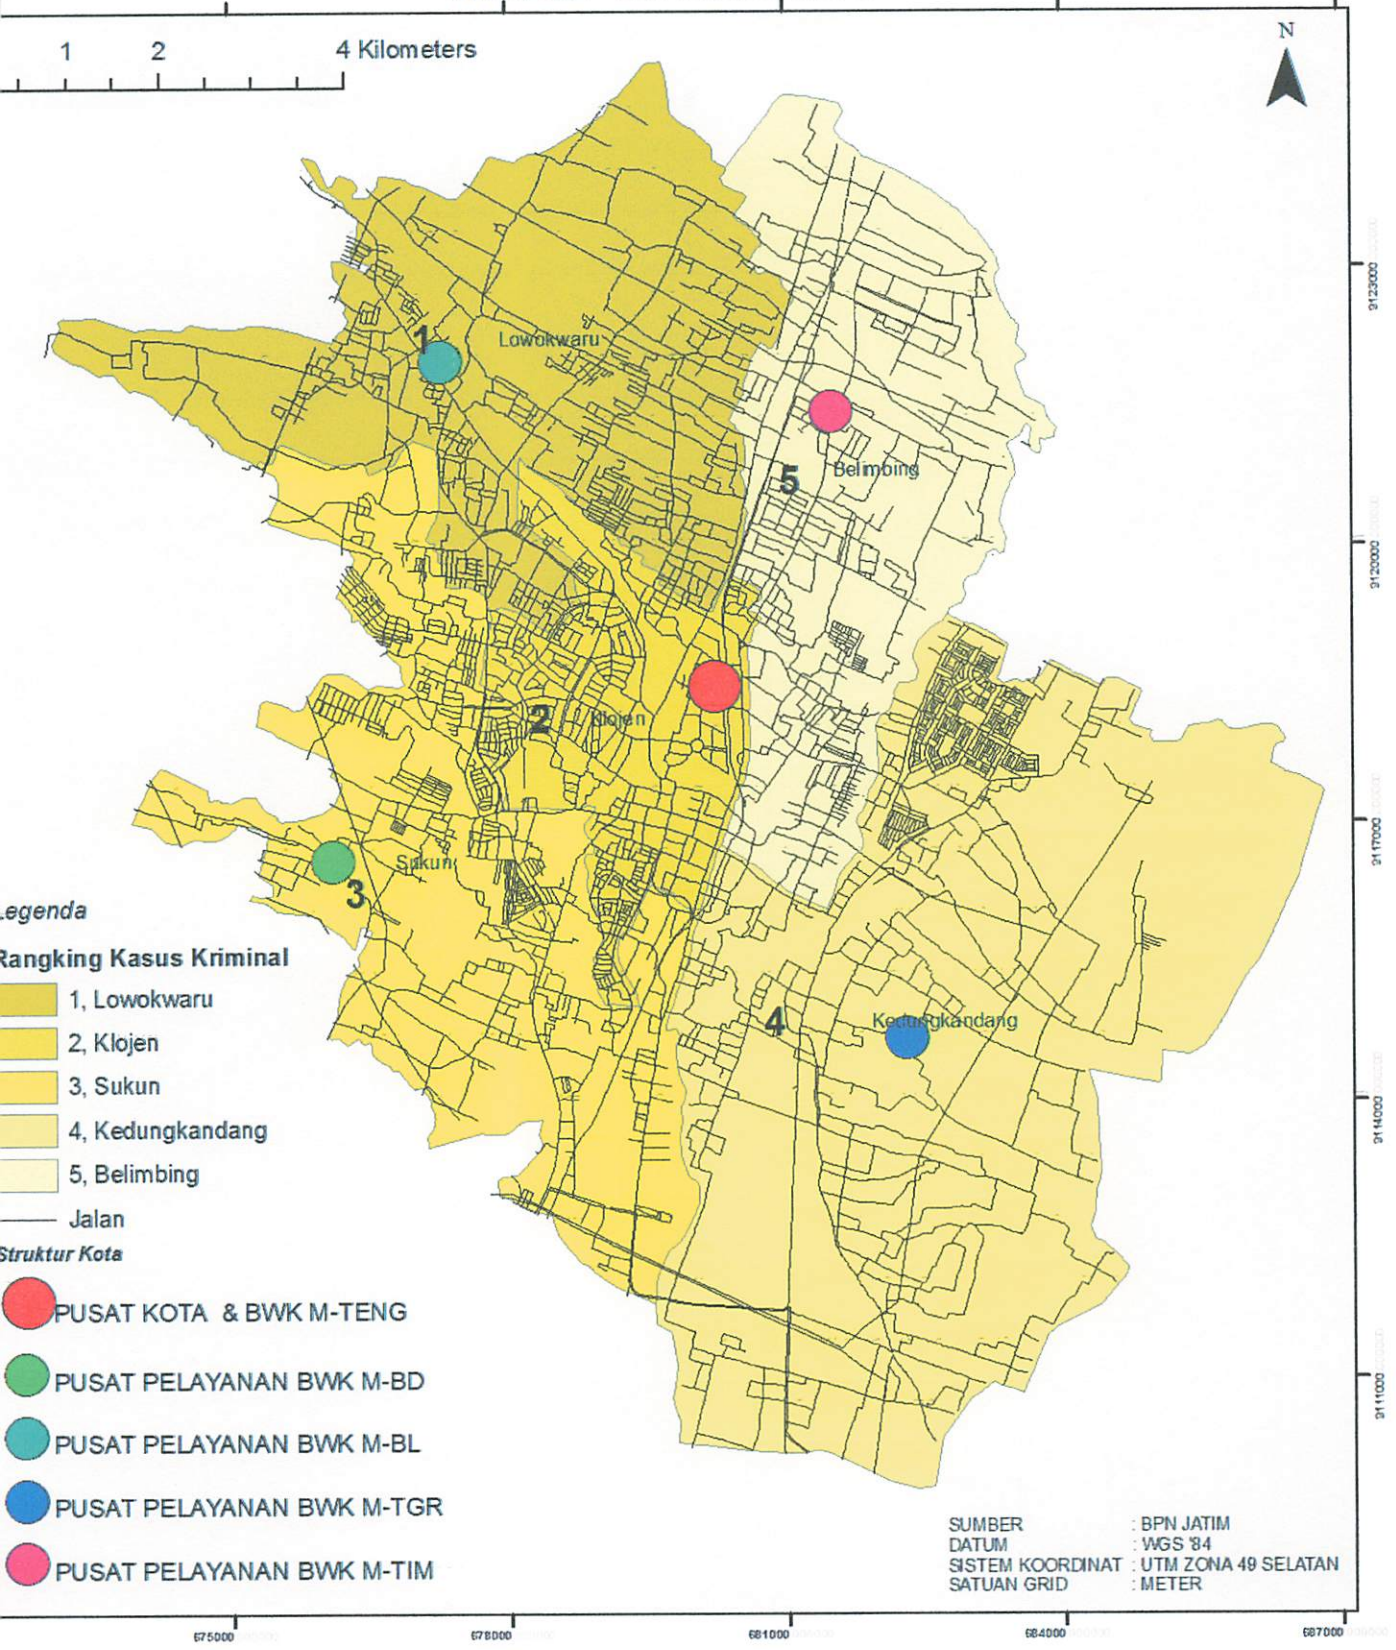 1 2 4 Kilometers
N
9123000
1
Lowokwaru
Belimbing
5
9120000
2
Klojen
9117000
Sukun
3
Legenda
Rangking Kasus Kriminal
1, Lowokwaru
2, Klojen
3, Sukun
4, Kedungkandang
5, Belimbing
Jalan
4
Kedungkandang
9114000
Struktur Kota
PUSAT KOTA & BWK M-TENG
PUSAT PELAYANAN BWK M-BD
PUSAT PELAYANAN BWK M-BL
PUSAT PELAYANAN BWK M-TGR
PUSAT PELAYANAN BWK M-TIM
9111000
SUMBER : BPN JATIM
DATUM : WGS '84
SISTEM KOORDINAT : UTM ZONA 49 SELATAN
SATUAN GRID : METER
675000 678000 681000 684000 687000